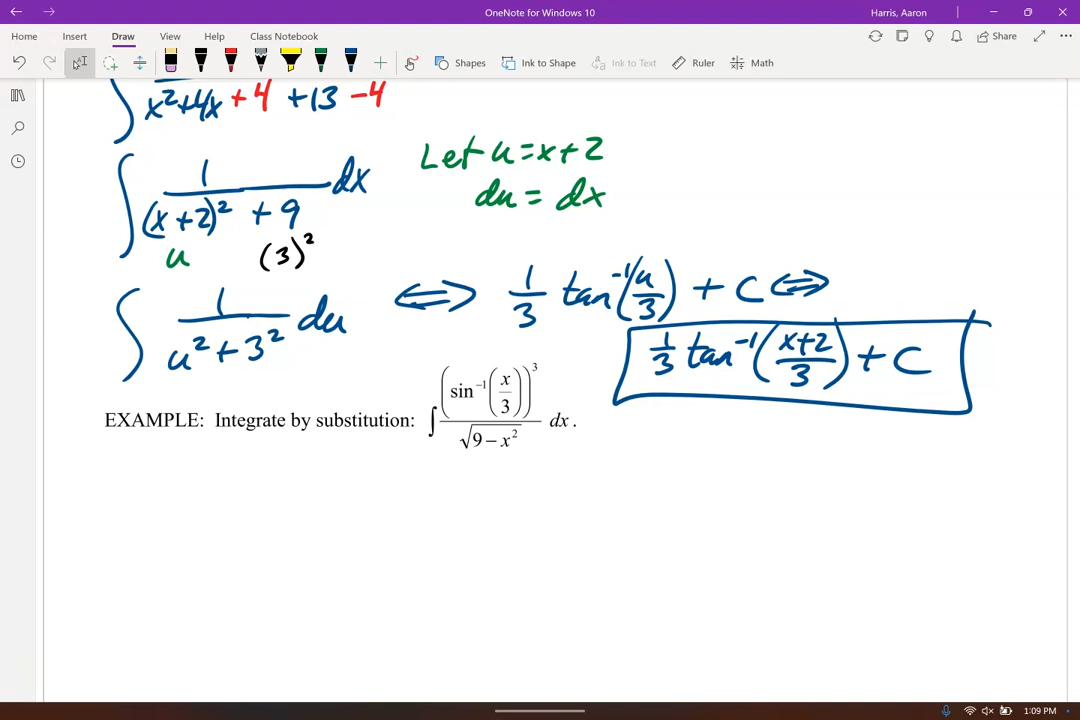 OneNote for Windows 10
Harris, Aaron
Home Insert Draw View Help Class Notebook
Share
Shapes Ink to Shape Ink to Text Ruler Math
∫ x²+4x +4 +13 -4
∫ 1/((x+2)² + 9) dx
Let u = x+2
du = dx
u (3)²
∫ 1/(u² + 3²) du ⟺ 1/3 tan⁻¹(u/3) + C ⟺
1/3 tan⁻¹((x+2)/3) + C
EXAMPLE: Integrate by substitution: ∫ (sin⁻¹(x/3))³/√(9−x²) dx .
1:09 PM